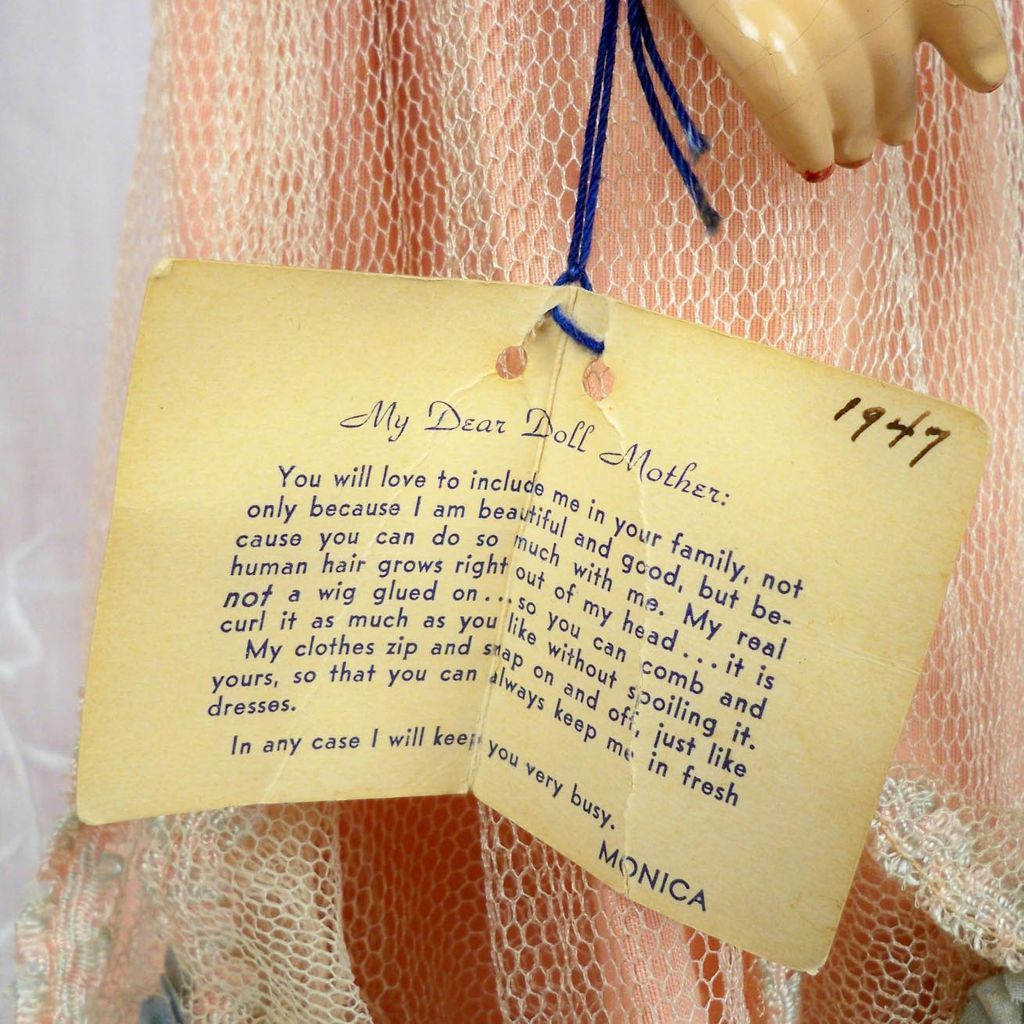 1947
My Dear Doll Mother:
You will love to include me in your family, not
only because I am beautiful and good, but be-
cause you can do so much with me. My real
human hair grows right out of my head... it is
not a wig glued on... so you can comb and
curl it as much as you like without spoiling it.
My clothes zip and snap on and off, just like
yours, so that you can always keep me in fresh
dresses.
In any case I will keep you very busy.
MONICA